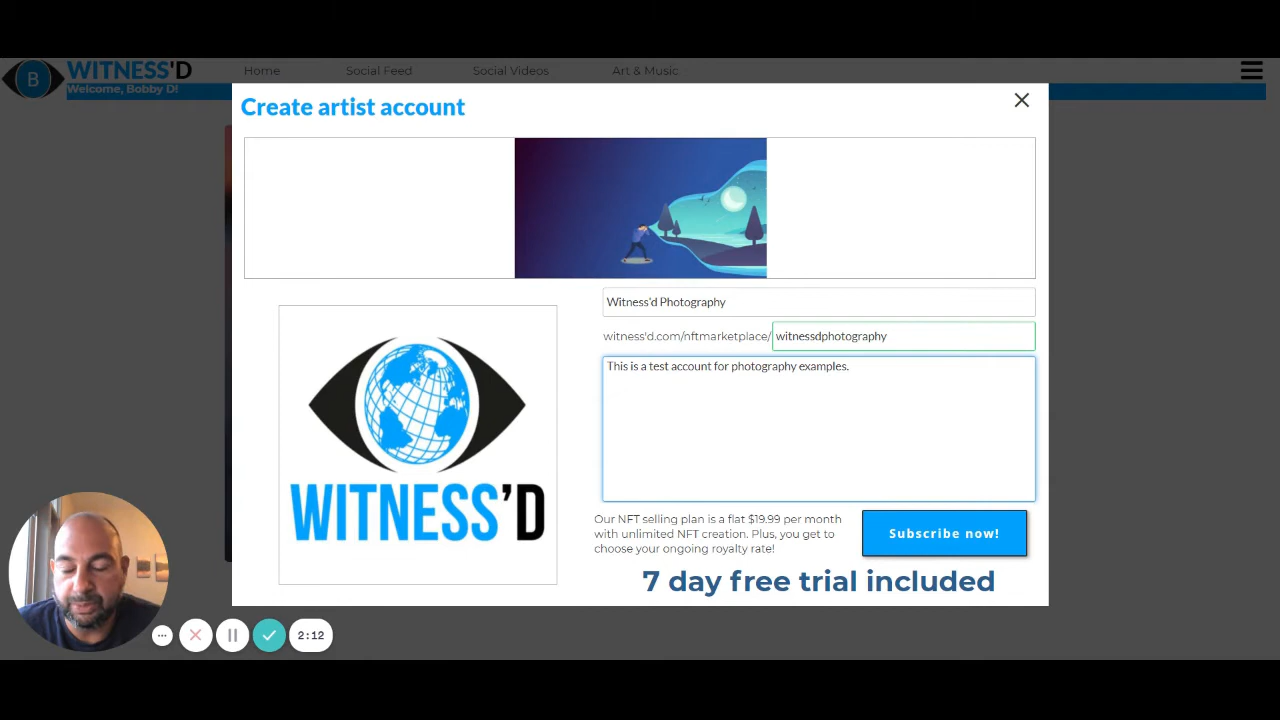 B
WITNESS'D
Home
Social Feed
Social Videos
Art & Music
Welcome, Bobby D!
Create artist account
Witness'd Photography
witness'd.com/nftmarketplace/
witnessdphotography
This is a test account for photography examples.
WITNESS'D
Our NFT selling plan is a flat $19.99 per month
with unlimited NFT creation. Plus, you get to
choose your ongoing royalty rate!
Subscribe now!
7 day free trial included
2:12